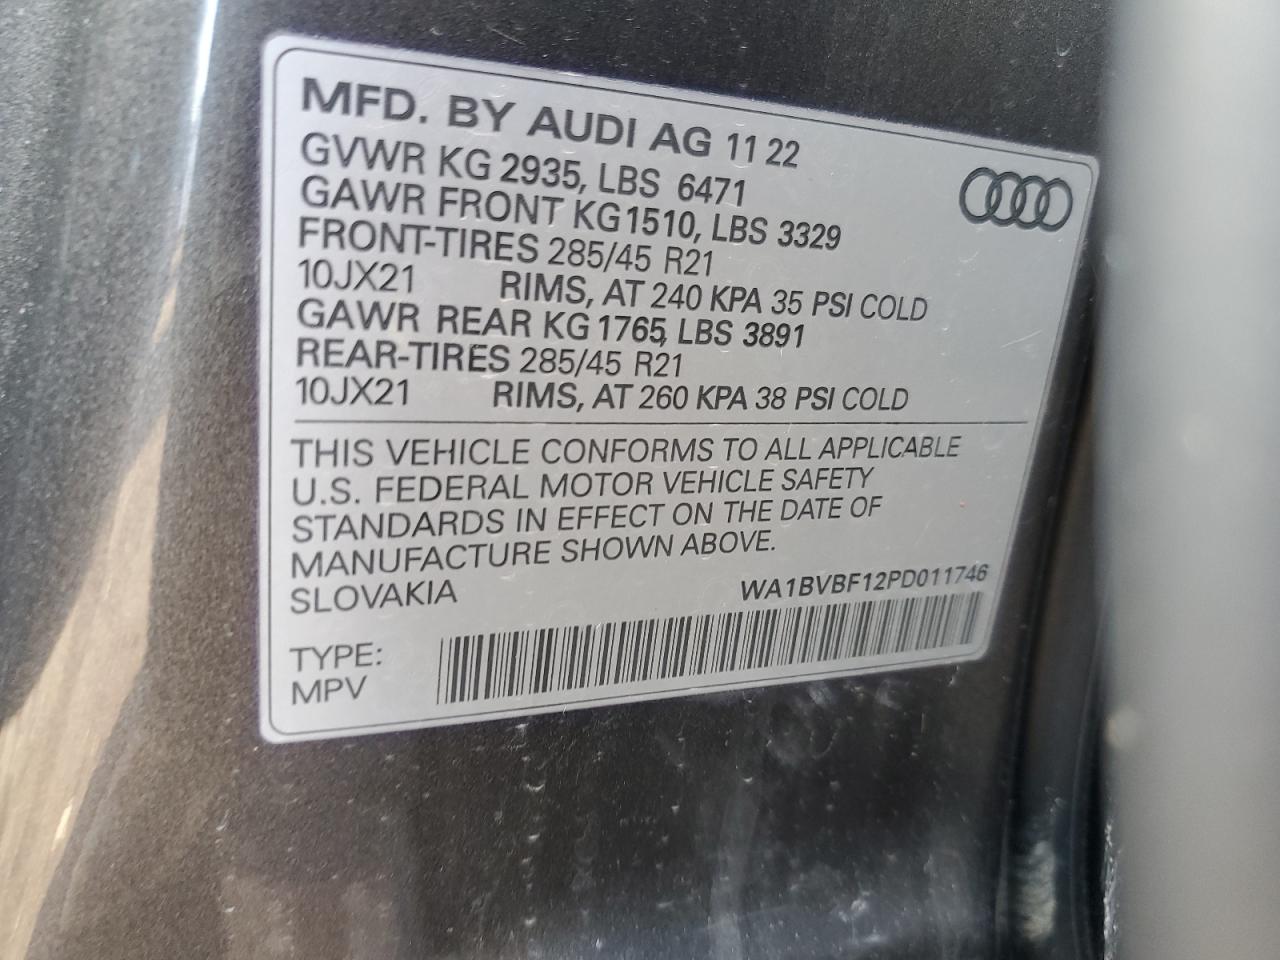 MFD. BY AUDI AG 11 22
GVWR KG 2935, LBS 6471
GAWR FRONT KG 1510, LBS 3329
FRONT-TIRES 285/45 R21
10JX21 RIMS, AT 240 KPA 35 PSI COLD
GAWR REAR KG 1765, LBS 3891
REAR-TIRES 285/45 R21
10JX21 RIMS, AT 260 KPA 38 PSI COLD
THIS VEHICLE CONFORMS TO ALL APPLICABLE
U.S. FEDERAL MOTOR VEHICLE SAFETY
STANDARDS IN EFFECT ON THE DATE OF
MANUFACTURE SHOWN ABOVE.
SLOVAKIA WA1BVBF12PD011746
TYPE:
MPV